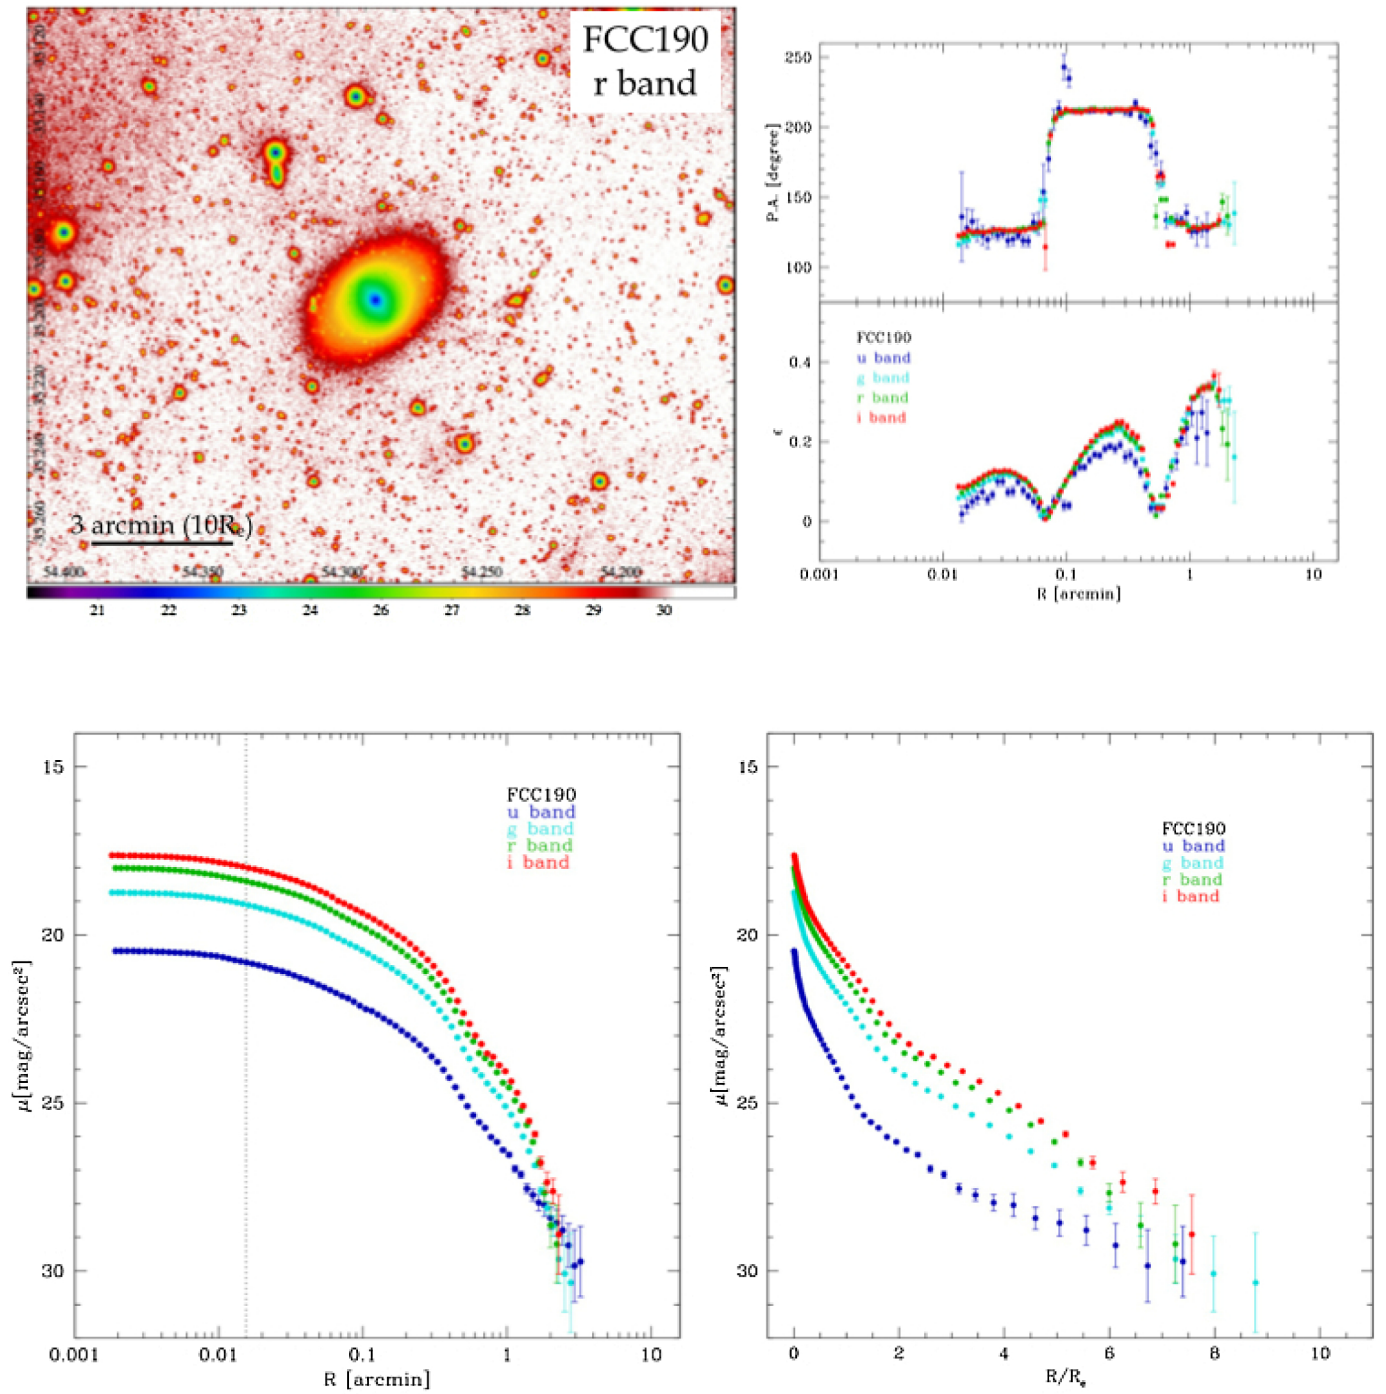 FCC190
r band
3 arcmin (10Re)
54.400
54.350
54.300
54.250
54.200
21 22 23 24 25 26 27 28 29 30
250
200
150
100
P.A. [degree]
FCC190
u band
g band
r band
i band
0.4
0.2
0
ε
0.001 0.01 0.1 1 10
R [arcmin]
15
20
25
30
μ[mag/arcsec²]
FCC190
u band
g band
r band
i band
0.001 0.01 0.1 1 10
R [arcmin]
15
20
25
30
μ[mag/arcsec²]
FCC190
u band
g band
r band
i band
0 2 4 6 8 10
R/Re